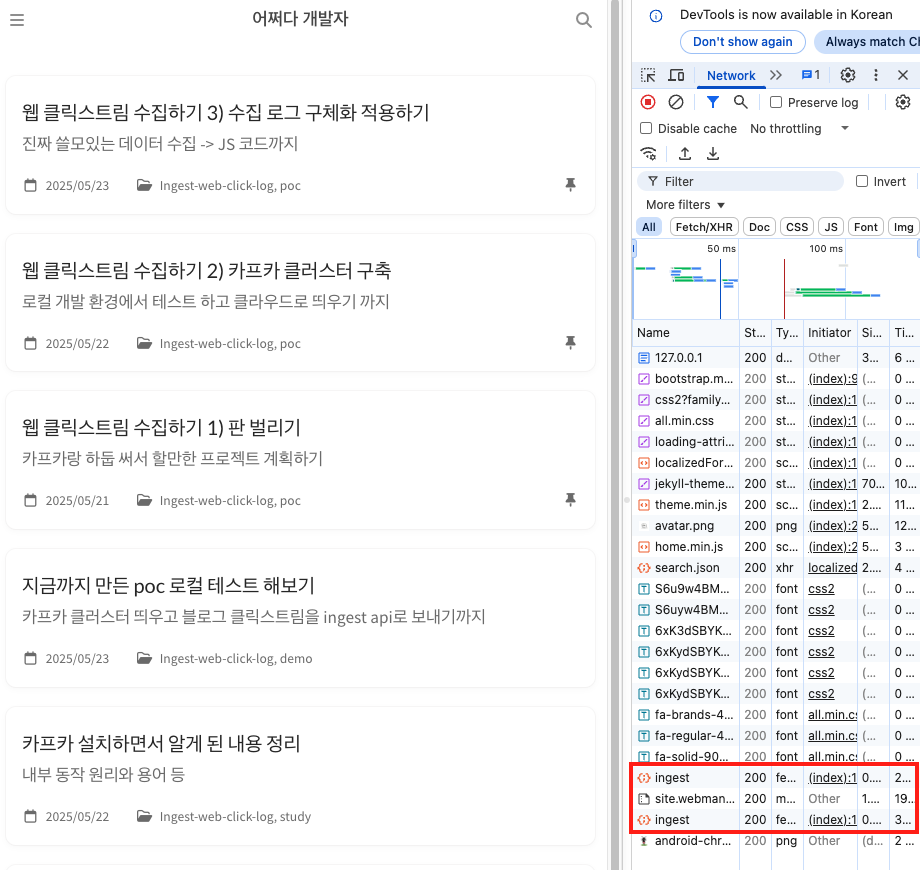 어쩌다 개발자
웹 클릭스트림 수집하기 3) 수집 로그 구체화 적용하기
진짜 쓸모있는 데이터 수집 -> JS 코드까지
2025/05/23 Ingest-web-click-log, poc
웹 클릭스트림 수집하기 2) 카프카 클러스터 구축
로컬 개발 환경에서 테스트 하고 클라우드로 띄우기 까지
2025/05/22 Ingest-web-click-log, poc
웹 클릭스트림 수집하기 1) 판 벌리기
카프카랑 하둡 써서 할만한 프로젝트 계획하기
2025/05/21 Ingest-web-click-log, poc
지금까지 만든 poc 로컬 테스트 해보기
카프카 클러스터 띄우고 블로그 클릭스트림을 ingest api로 보내기까지
2025/05/23 Ingest-web-click-log, demo
카프카 설치하면서 알게 된 내용 정리
내부 동작 원리와 용어 등
2025/05/22 Ingest-web-click-log, study
DevTools is now available in Korean
Don't show again Always match Ch
Network 1
Preserve log
Disable cache No throttling
Filter Invert
More filters
All Fetch/XHR Doc CSS JS Font Img
50 ms 100 ms
Name St... Ty... Initiator Si... Ti...
127.0.0.1 200 d... Other 3... 6 ...
bootstrap.m... 200 st... (index):9 (... 0 ...
css2?family... 200 st... (index):1 (... 0 ...
all.min.css 200 st... (index):1 (... 0 ...
loading-attri... 200 st... (index):1 (... 0 ...
localizedFor... 200 sc... (index):1 (... 0 ...
jekyll-theme... 200 st... (index):1 70... 10...
theme.min.js 200 sc... (index):1 2.... 11...
avatar.png 200 png (index):2 5... 12...
home.min.js 200 sc... (index):2 5... 3 ...
search.json 200 xhr localized 2.... 4 ...
S6u9w4BM... 200 font css2 (... 0 ...
S6uyw4BM... 200 font css2 (... 0 ...
6xK3dSBYK... 200 font css2 (... 0 ...
6xKydSBYK... 200 font css2 (... 0 ...
6xKydSBYK... 200 font css2 (... 0 ...
6xKydSBYK... 200 font css2 (... 0 ...
fa-brands-4... 200 font all.min.cs (... 0 ...
fa-regular-4... 200 font all.min.cs (... 0 ...
fa-solid-90... 200 font all.min.cs (... 0 ...
ingest 200 fe... (index):1 0.... 2...
site.webman... 200 m... Other 1.... 19...
ingest 200 fe... (index):1 0.... 3...
android-chr... 200 png Other (d... 2 ...